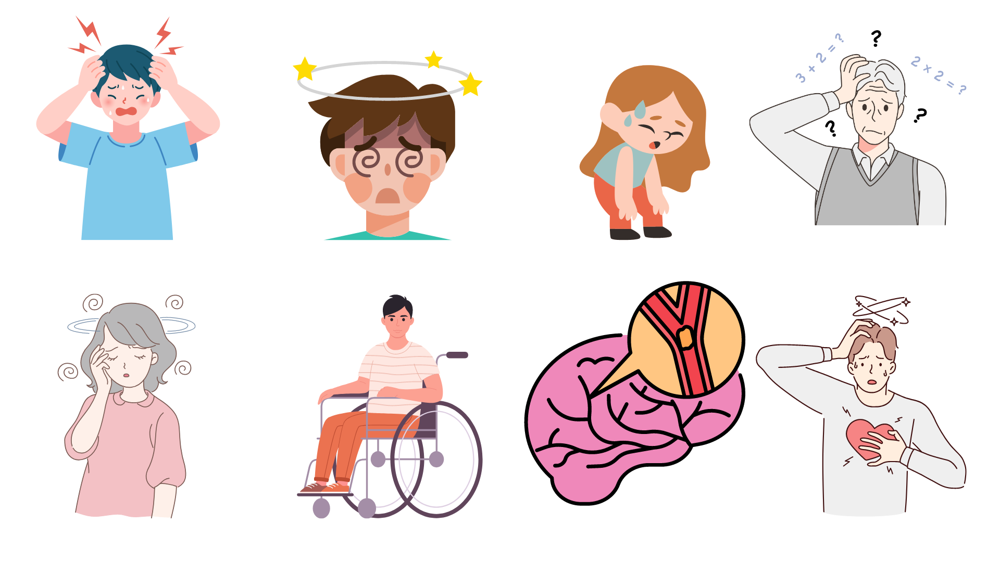 ?
3 + 2 = ?
2 x 2 = ?
?
?